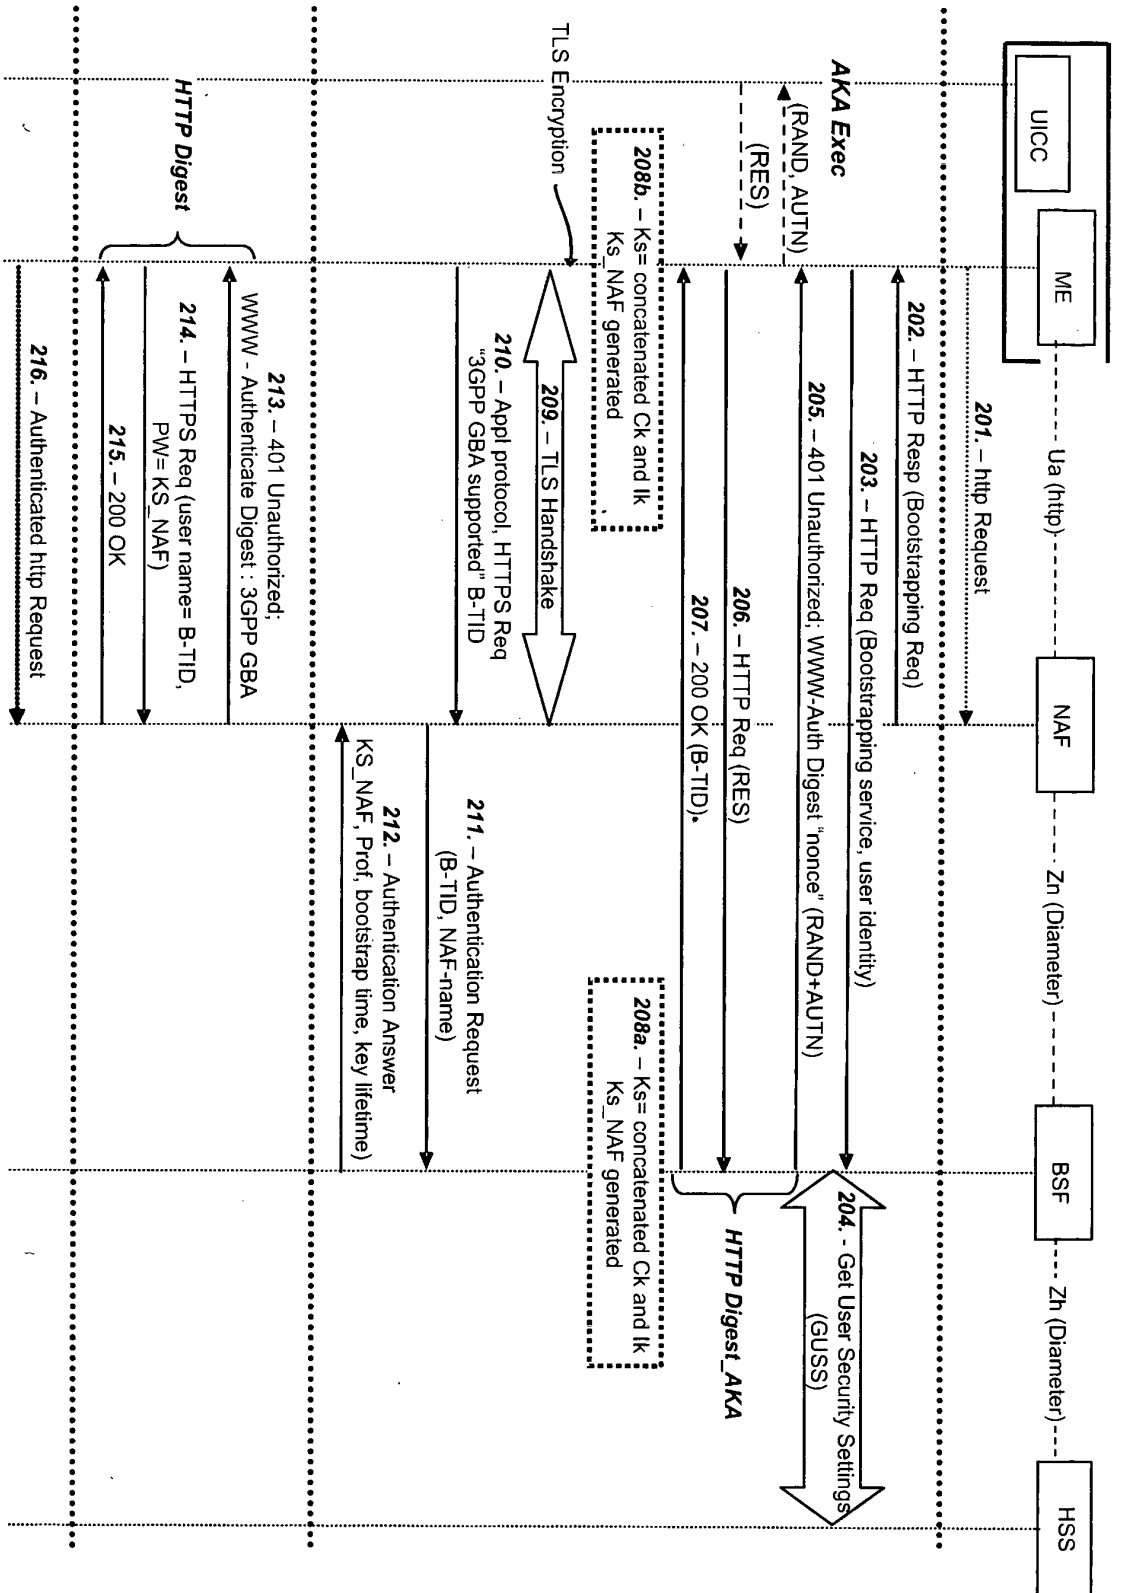 UICC
ME
Ua (http)
NAF
Zn (Diameter)
BSF
Zh (Diameter)
HSS
201. – http Request
202. – HTTP Resp (Bootstrapping Req)
203. – HTTP Req (Bootstrapping service, user identity)
204. - Get User Security Settings
(GUSS)
AKA Exec
(RAND, AUTN)
(RES)
205. – 401 Unauthorized; WWW-Auth Digest "nonce" (RAND+AUTN)
206. – HTTP Req (RES)
207. – 200 OK (B-TID)
HTTP Digest_AKA
208b. – Ks= concatenated Ck and Ik
Ks_NAF generated
208a. – Ks= concatenated Ck and Ik
Ks_NAF generated
TLS Encryption
209. – TLS Handshake
210. – Appl protocol, HTTPS Req
"3GPP GBA supported" B-TID
211. – Authentication Request
(B-TID, NAF-name)
212. – Authentication Answer
KS_NAF, Prof, bootstrap time, key lifetime)
213. – 401 Unauthorized;
WWW - Authenticate Digest : 3GPP GBA
HTTP Digest
214. – HTTPS Req (user name= B-TID,
PW= KS_NAF)
215. – 200 OK
216. – Authenticated http Request